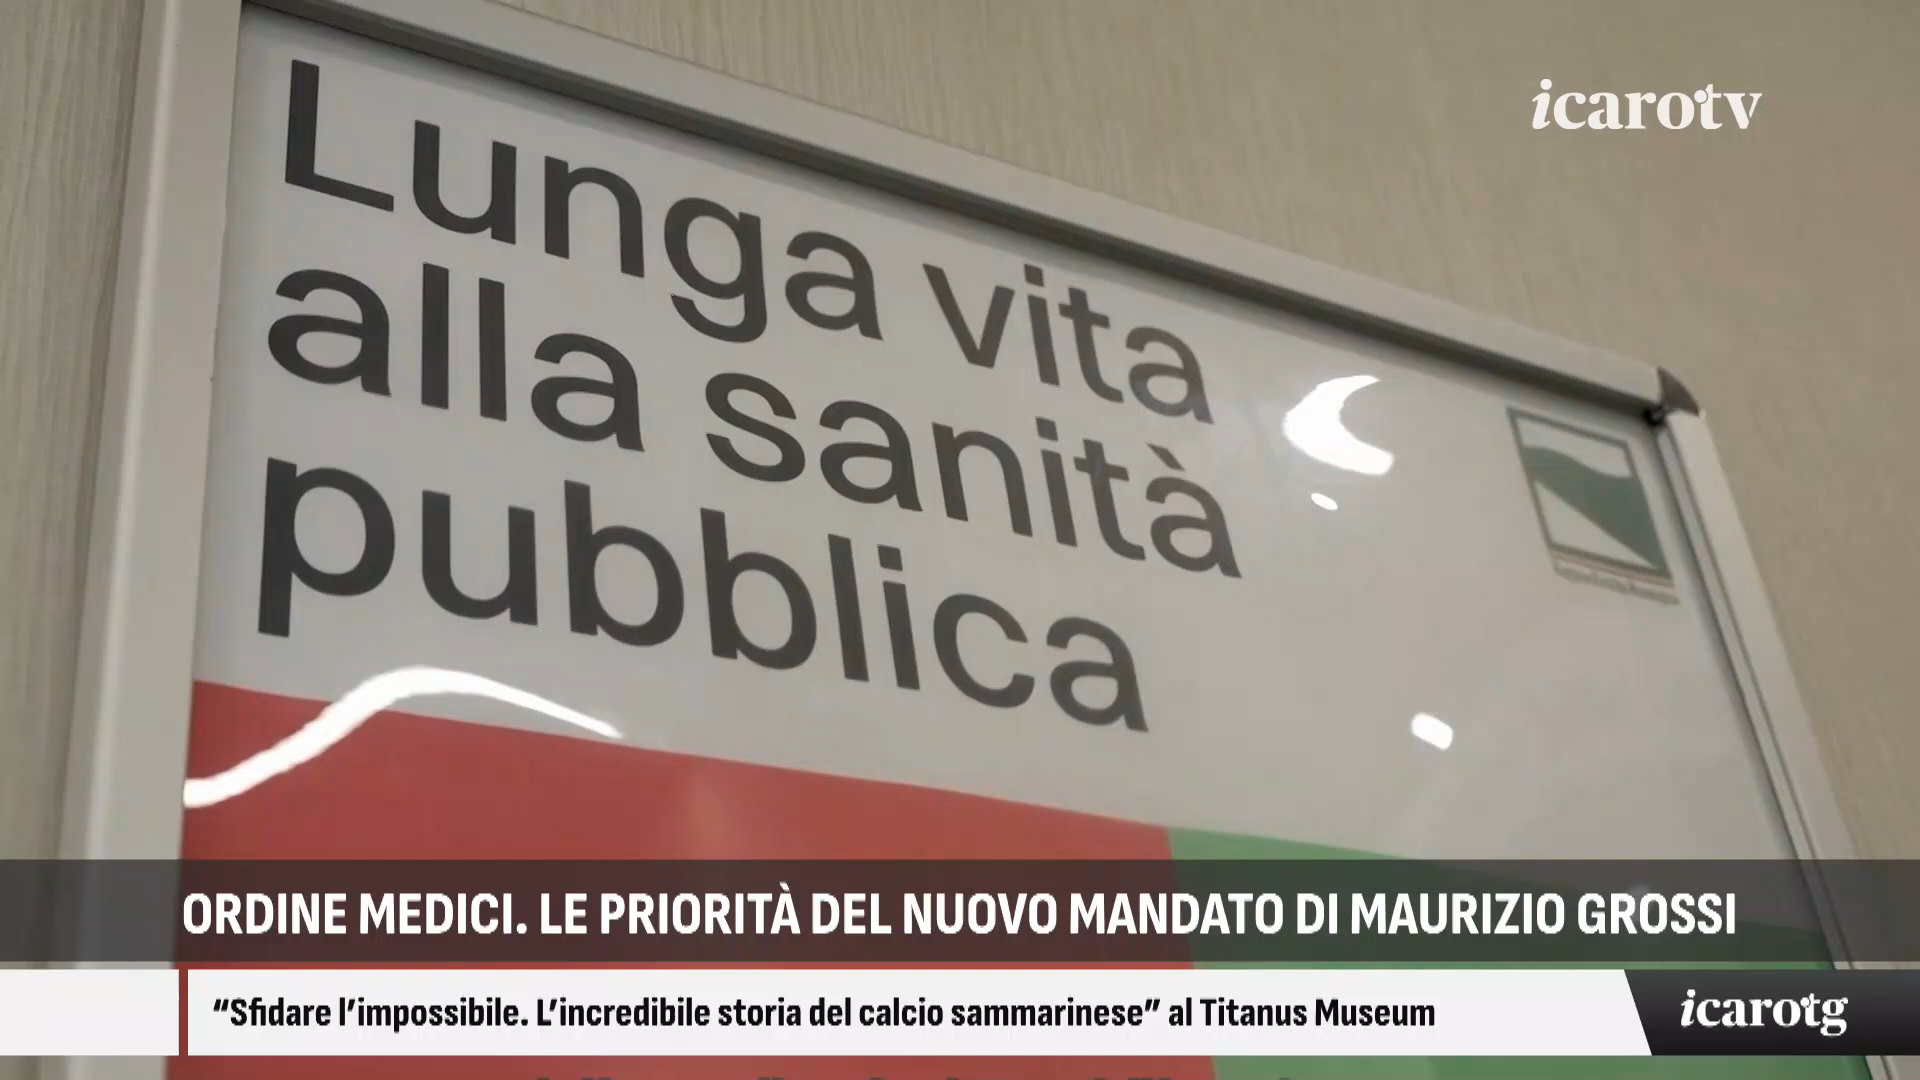 icarotv
Lunga vita
alla sanità
pubblica
ORDINE MEDICI. LE PRIORITÀ DEL NUOVO MANDATO DI MAURIZIO GROSSI
“Sfidare l’impossibile. L’incredibile storia del calcio sammarinese” al Titanus Museum
icarotg